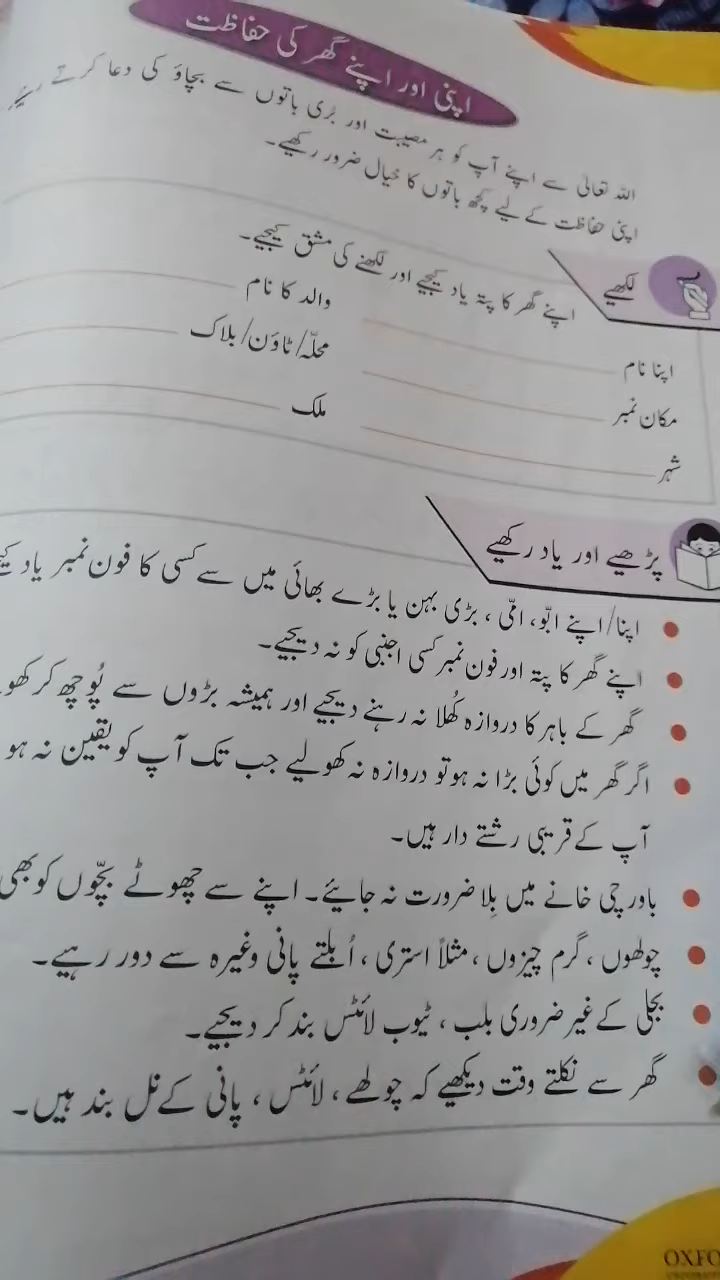 اپنی اور اپنے گھر کی حفاظت
اللہ تعالیٰ سے اپنے آپ کو ہر مصیبت اور بُری باتوں سے بچاؤ کی دعا کرتے
اپنی حفاظت کے لیے کچھ باتوں کا خیال ضرور رکھیے۔
لکھیے
اپنے گھر کا پتہ یاد کیجیے اور لکھنے کی مشق کیجیے۔
اپنا نام والد کا نام
مکان نمبر محلّہ/ٹاؤن/بلاک
شہر ملک
پڑھیے اور یاد رکھیے
• اپنا/اپنے ابّو، امّی، بڑی بہن یا بڑے بھائی میں سے کسی کا فون نمبر یاد
• اپنے گھر کا پتہ اور فون نمبر کسی اجنبی کو نہ دیجیے۔
• گھر کے باہر کا دروازہ کُھلا نہ رہنے دیجیے اور ہمیشہ بڑوں سے پُوچھ کر
• اگر گھر میں کوئی بڑا نہ ہو تو دروازہ نہ کھولیے جب تک آپ کو یقین نہ ہو
آپ کے قریبی رشتے دار ہیں۔
• باورچی خانے میں بِلا ضرورت نہ جائیے۔ اپنے سے چھوٹے بچّوں کو بھی
• چولھوں، گرم چیزوں، مثلاً استری، اُبلتے پانی وغیرہ سے دور رہیے۔
• بجلی کے غیر ضروری بلب، ٹیوب لائٹس بند کر دیجیے۔
• گھر سے نکلتے وقت دیکھیے کہ چولھے، لائٹس، پانی کے نل بند ہیں۔
OXFO